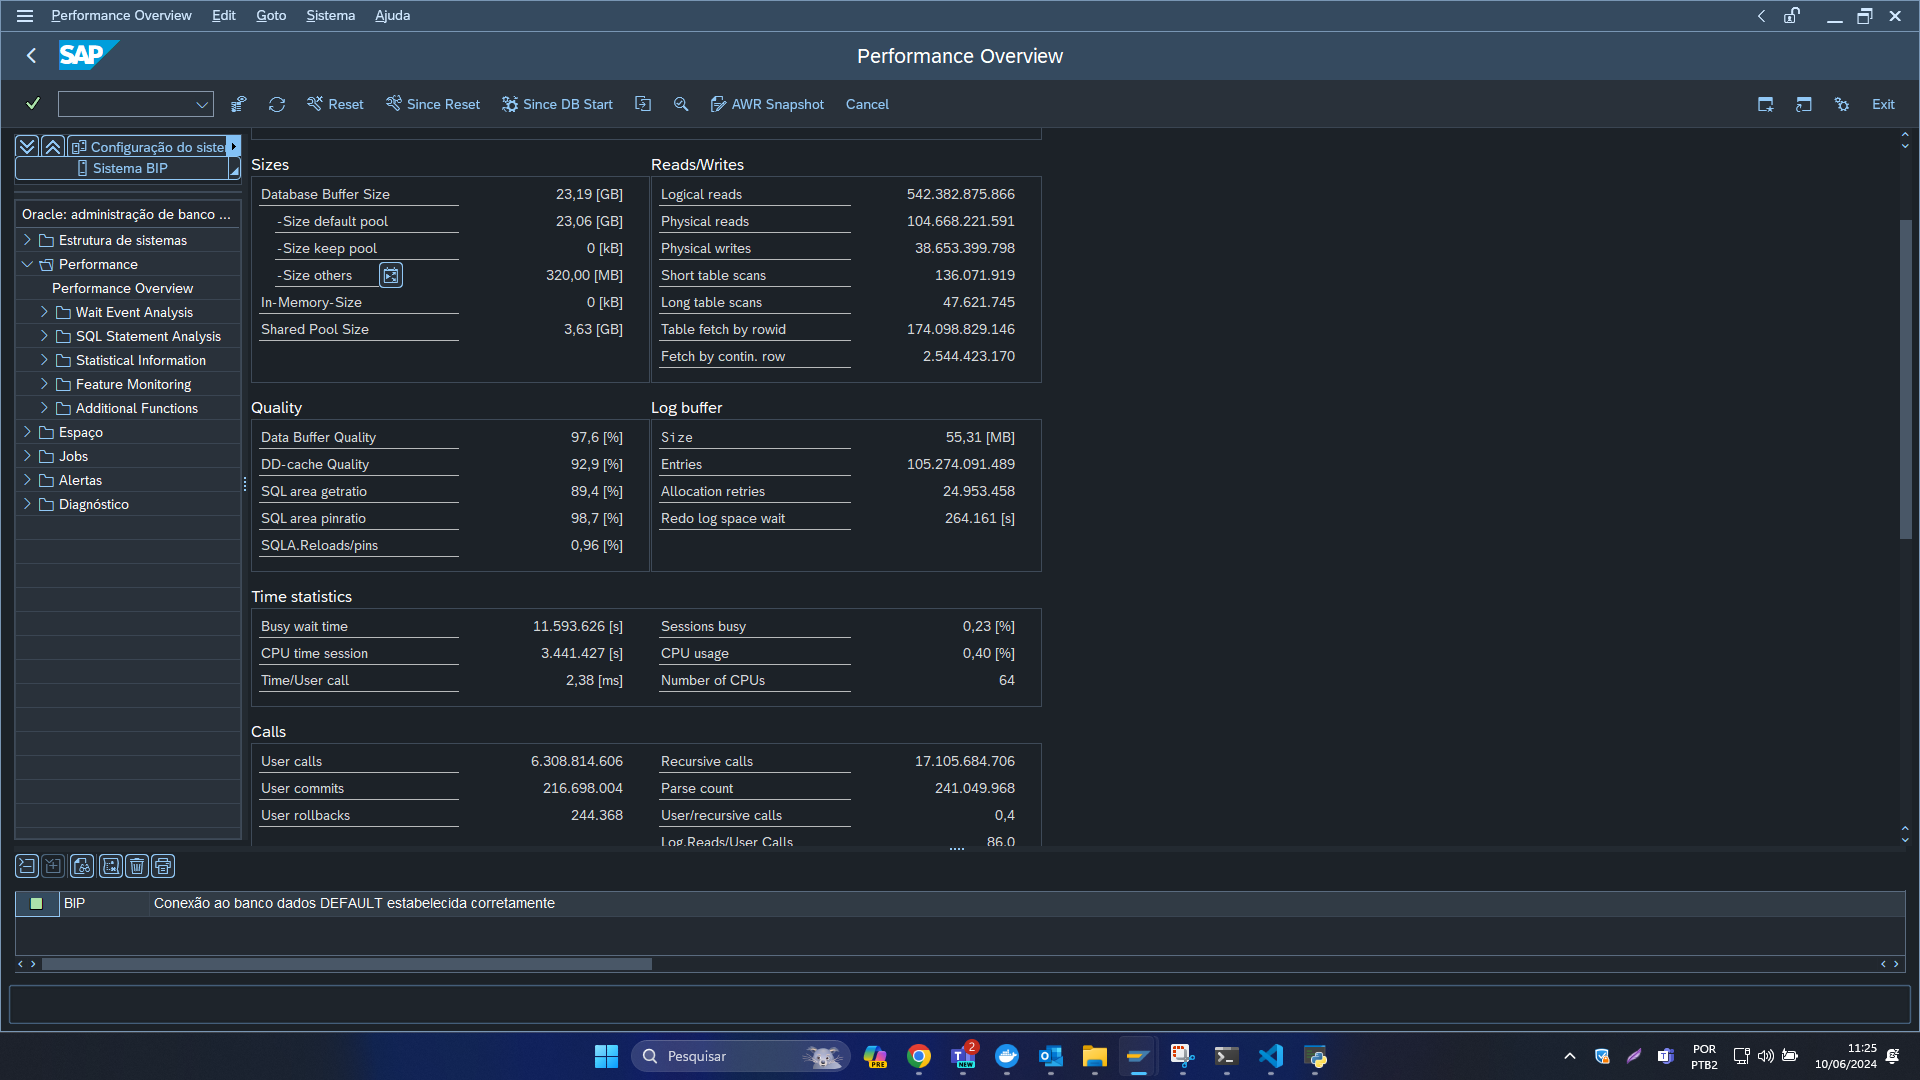 Performance Overview Edit Goto Sistema Ajuda
SAP Performance Overview
Reset Since Reset Since DB Start AWR Snapshot Cancel Exit
Configuração do siste
Sistema BIP
Oracle: administração de banco ...
Estrutura de sistemas
Performance
Performance Overview
Wait Event Analysis
SQL Statement Analysis
Statistical Information
Feature Monitoring
Additional Functions
Espaço
Jobs
Alertas
Diagnóstico
Sizes
Database Buffer Size 23,19 [GB]
-Size default pool 23,06 [GB]
-Size keep pool 0 [kB]
-Size others 320,00 [MB]
In-Memory-Size 0 [kB]
Shared Pool Size 3,63 [GB]
Reads/Writes
Logical reads 542.382.875.866
Physical reads 104.668.221.591
Physical writes 38.653.399.798
Short table scans 136.071.919
Long table scans 47.621.745
Table fetch by rowid 174.098.829.146
Fetch by contin. row 2.544.423.170
Quality
Data Buffer Quality 97,6 [%]
DD-cache Quality 92,9 [%]
SQL area getratio 89,4 [%]
SQL area pinratio 98,7 [%]
SQLA.Reloads/pins 0,96 [%]
Log buffer
Size 55,31 [MB]
Entries 105.274.091.489
Allocation retries 24.953.458
Redo log space wait 264.161 [s]
Time statistics
Busy wait time 11.593.626 [s] Sessions busy 0,23 [%]
CPU time session 3.441.427 [s] CPU usage 0,40 [%]
Time/User call 2,38 [ms] Number of CPUs 64
Calls
User calls 6.308.814.606 Recursive calls 17.105.684.706
User commits 216.698.004 Parse count 241.049.968
User rollbacks 244.368 User/recursive calls 0,4
Log.Reads/User Calls 86,0
BIP Conexão ao banco dados DEFAULT estabelecida corretamente
Pesquisar
PRE
2
NEW
POR
PTB2
11:25
10/06/2024